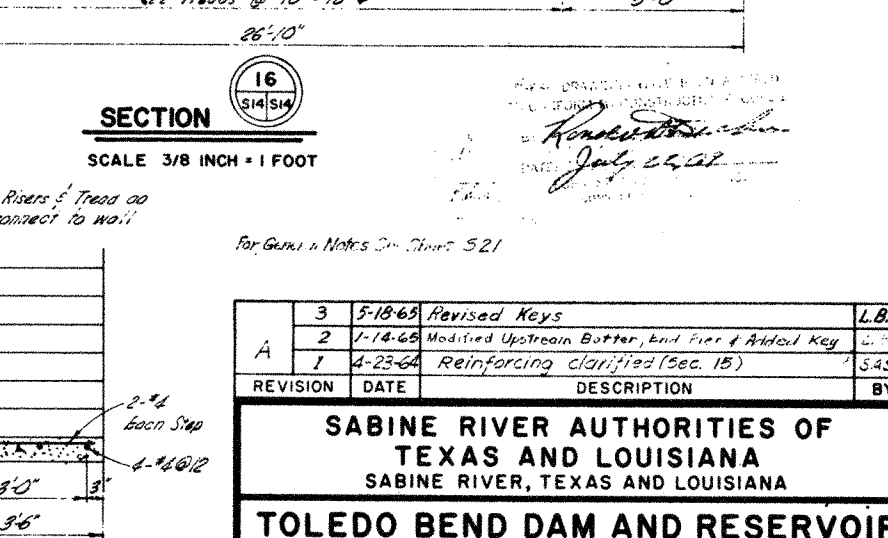 26'-10"
16
S14 S14
SECTION
SCALE 3/8 INCH = 1 FOOT
DATE
July
Risers & Tread do
connect to wall
For General Notes See Sheet S21
3 5-18-65 Revised Keys L.B.
2 1-14-65 Modified Upstream Batter, End Pier & Added Key
A
1 4-23-64 Reinforcing clarified (Sec. 15) S.AS
REVISION DATE DESCRIPTION BY
2-#4
Each Step
4-#4@12
3'-0" 3"
3'-6"
SABINE RIVER AUTHORITIES OF
TEXAS AND LOUISIANA
SABINE RIVER, TEXAS AND LOUISIANA
TOLEDO BEND DAM AND RESERVOIR